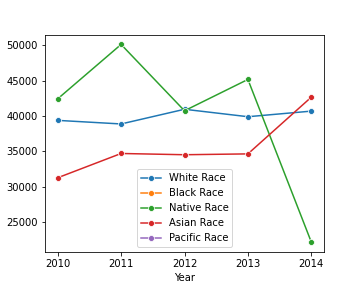 50000
45000
40000
35000
30000
25000
White Race
Black Race
Native Race
Asian Race
Pacific Race
2010 2011 2012 2013 2014
Year